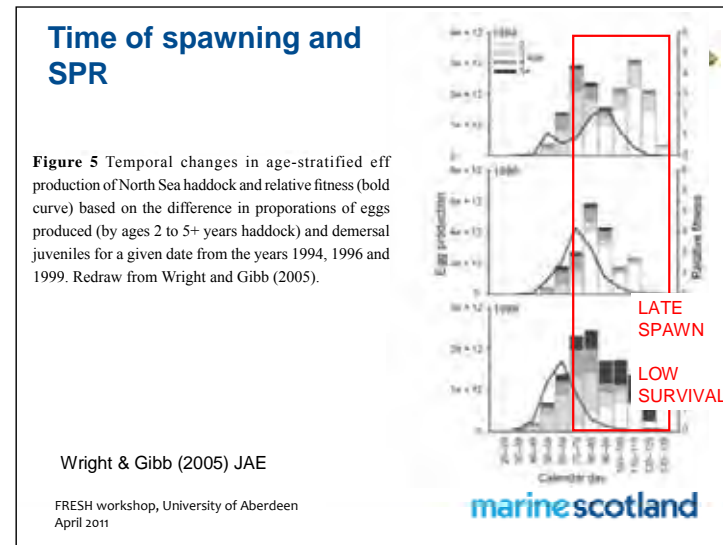 Time of spawning and
SPR
Figure 5 Temporal changes in age-stratified eff
production of North Sea haddock and relative fitness (bold
curve) based on the difference in proporations of eggs
produced (by ages 2 to 5+ years haddock) and demersal
juveniles for a given date from the years 1994, 1996 and
1999. Redraw from Wright and Gibb (2005).
Egg production
Relative fitness
LATE
SPAWN
LOW
SURVIVAL
Calendar day
Wright & Gibb (2005) JAE
FRESH workshop, University of Aberdeen
April 2011
marinescotland